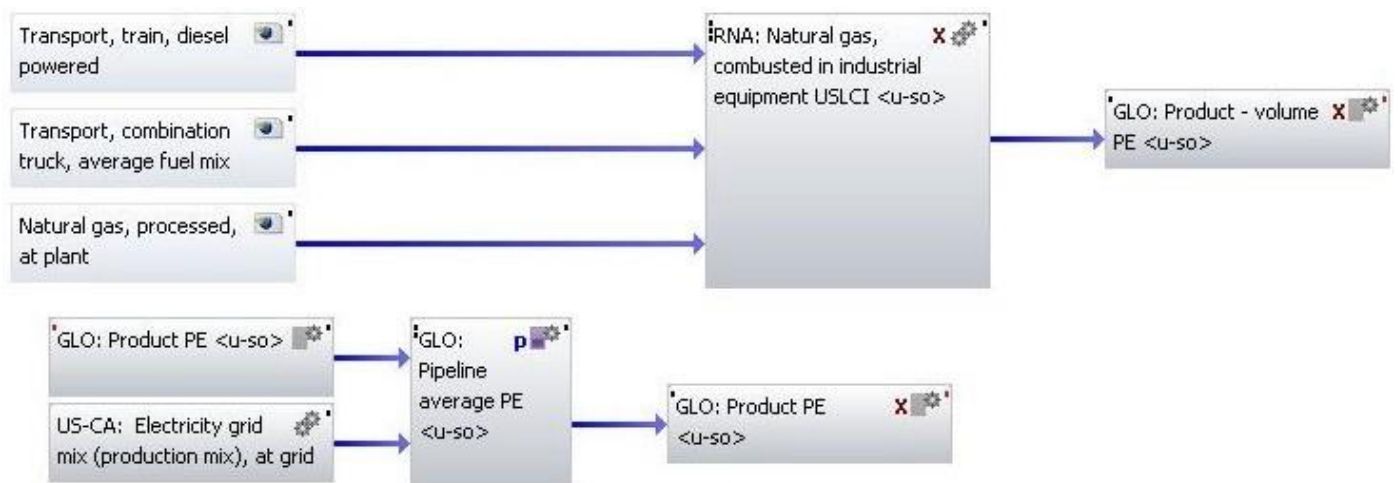 Transport, train, diesel
powered
Transport, combination
truck, average fuel mix
Natural gas, processed,
at plant
RNA: Natural gas, X
combusted in industrial
equipment USLCI <u-so>
GLO: Product - volume X
PE <u-so>
GLO: Product PE <u-so>
US-CA: Electricity grid
mix (production mix), at grid
GLO: p
Pipeline
average PE
<u-so>
GLO: Product PE X
<u-so>